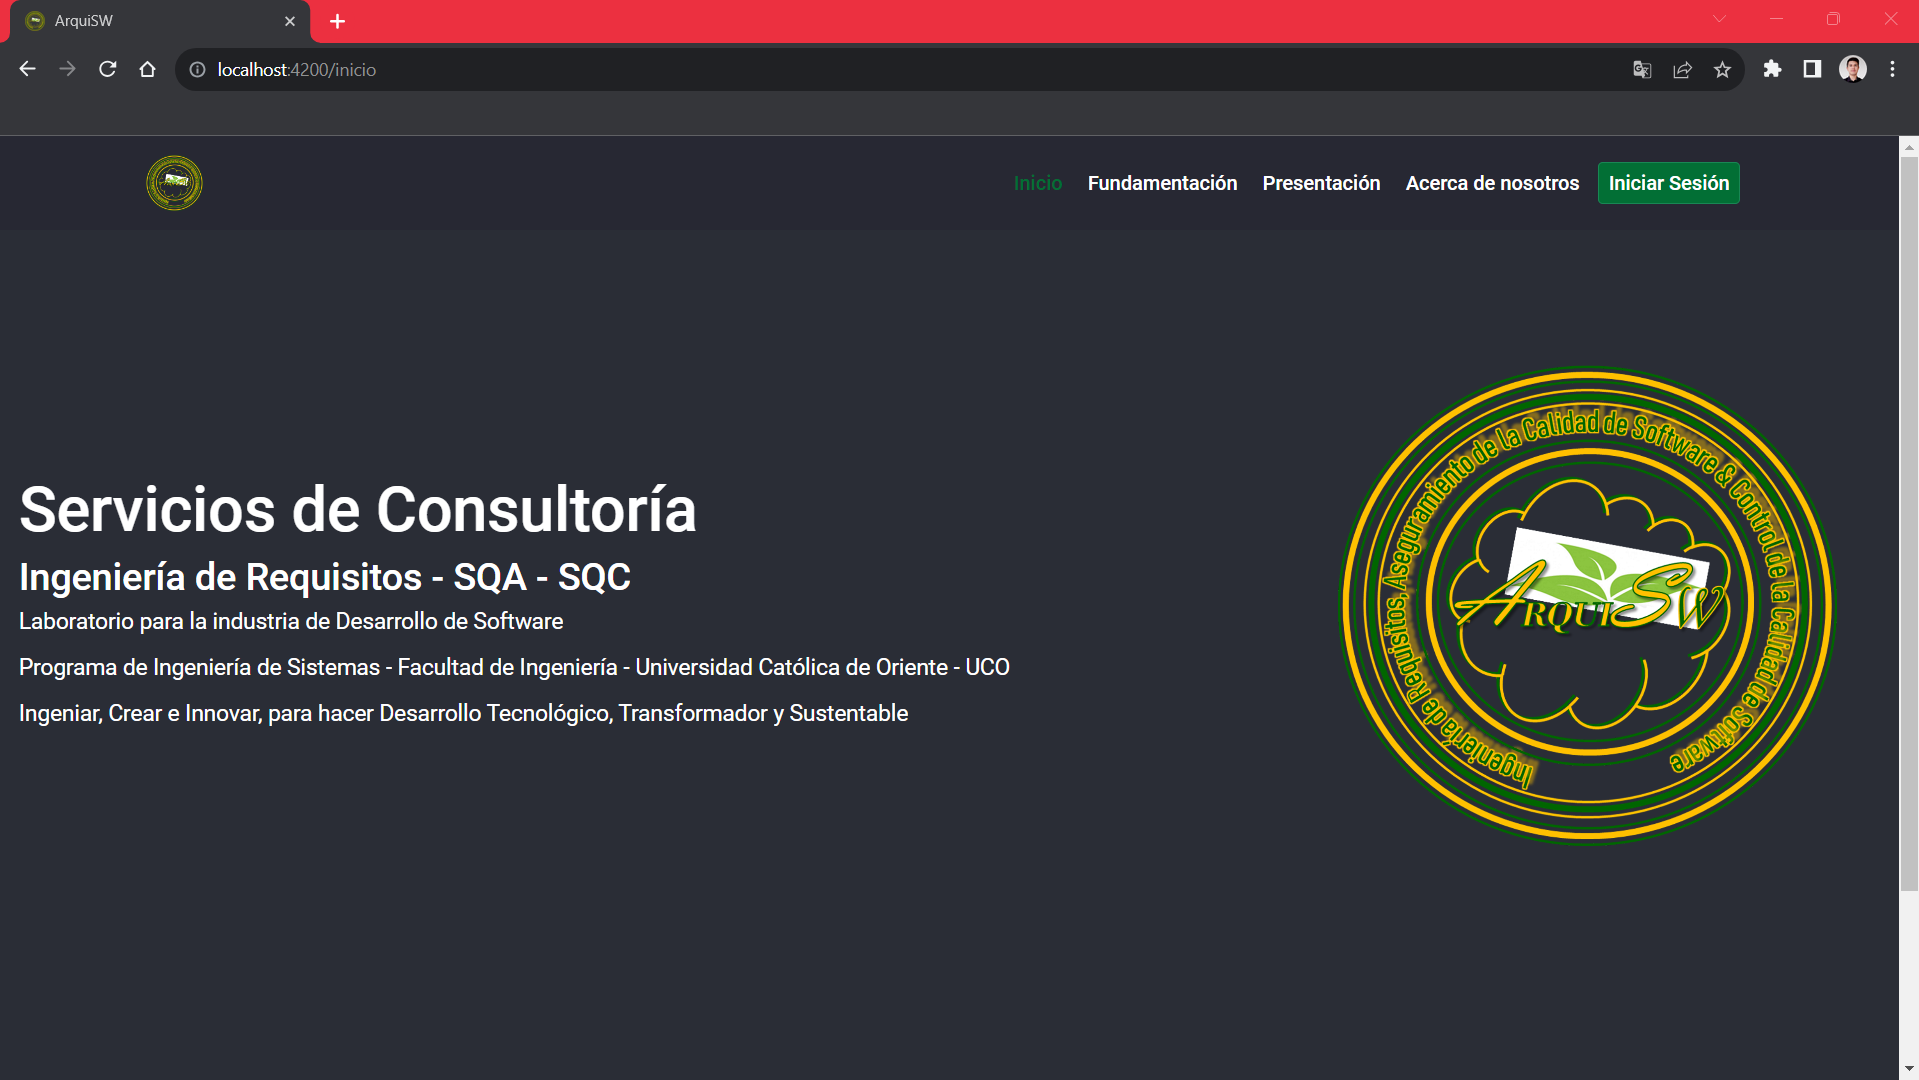 ArquiSW
localhost:4200/inicio
Inicio Fundamentación Presentación Acerca de nosotros Iniciar Sesión
Servicios de Consultoría
Ingeniería de Requisitos - SQA - SQC
Laboratorio para la industria de Desarrollo de Software
Programa de Ingeniería de Sistemas - Facultad de Ingeniería - Universidad Católica de Oriente - UCO
Ingeniar, Crear e Innovar, para hacer Desarrollo Tecnológico, Transformador y Sustentable
Ingeniería de Requisitos, Aseguramiento de la Calidad de Software & Control de la Calidad de Software
ArquiSW